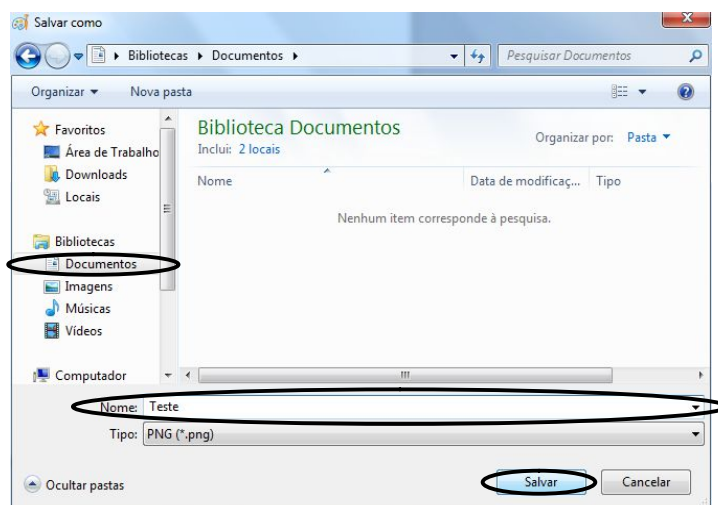 Salvar como
Bibliotecas ▸ Documentos ▸ Pesquisar Documentos
Organizar Nova pasta
Favoritos
Área de Trabalho
Downloads
Locais
Bibliotecas
Documentos
Imagens
Músicas
Vídeos
Computador
Biblioteca Documentos
Inclui: 2 locais
Organizar por: Pasta
Nome Data de modificaç... Tipo
Nenhum item corresponde à pesquisa.
Nome: Teste
Tipo: PNG (*.png)
Ocultar pastas Salvar Cancelar